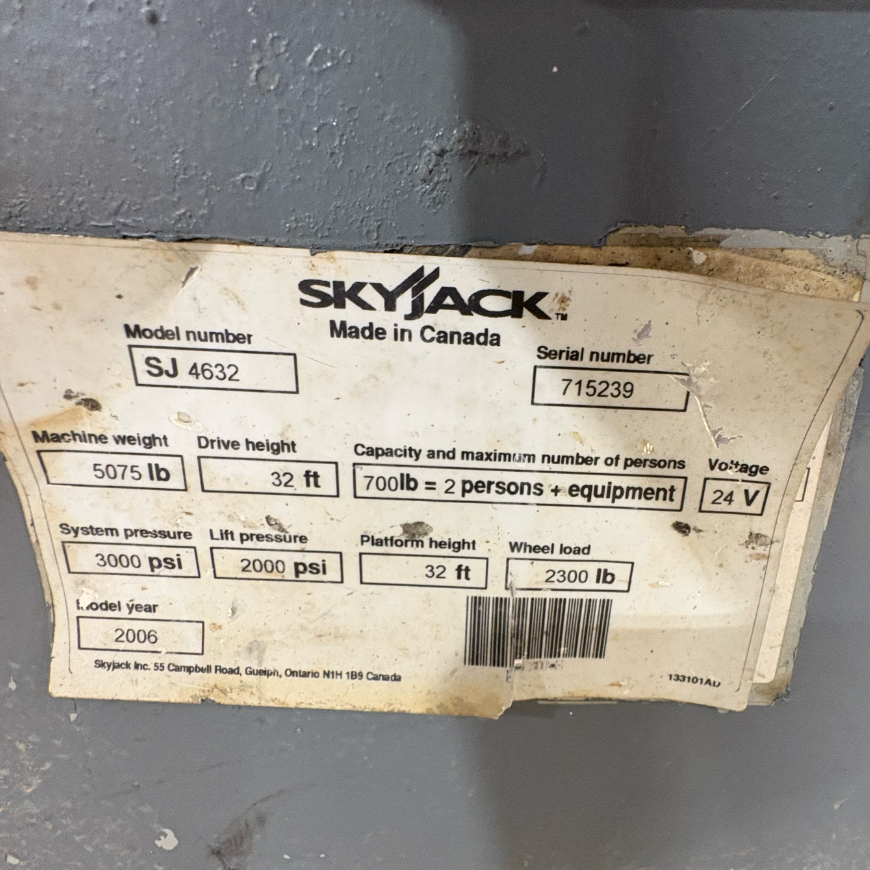 SKYJACK™
Made in Canada
Model number
SJ 4632
Serial number
715239
Machine weight
5075 lb
Drive height
32 ft
Capacity and maximum number of persons
700lb = 2 persons + equipment
Voltage
24 V
System pressure
3000 psi
Lift pressure
2000 psi
Platform height
32 ft
Wheel load
2300 lb
Model year
2006
Skyjack Inc. 55 Campbell Road, Guelph, Ontario N1H 1B9 Canada
133101AD